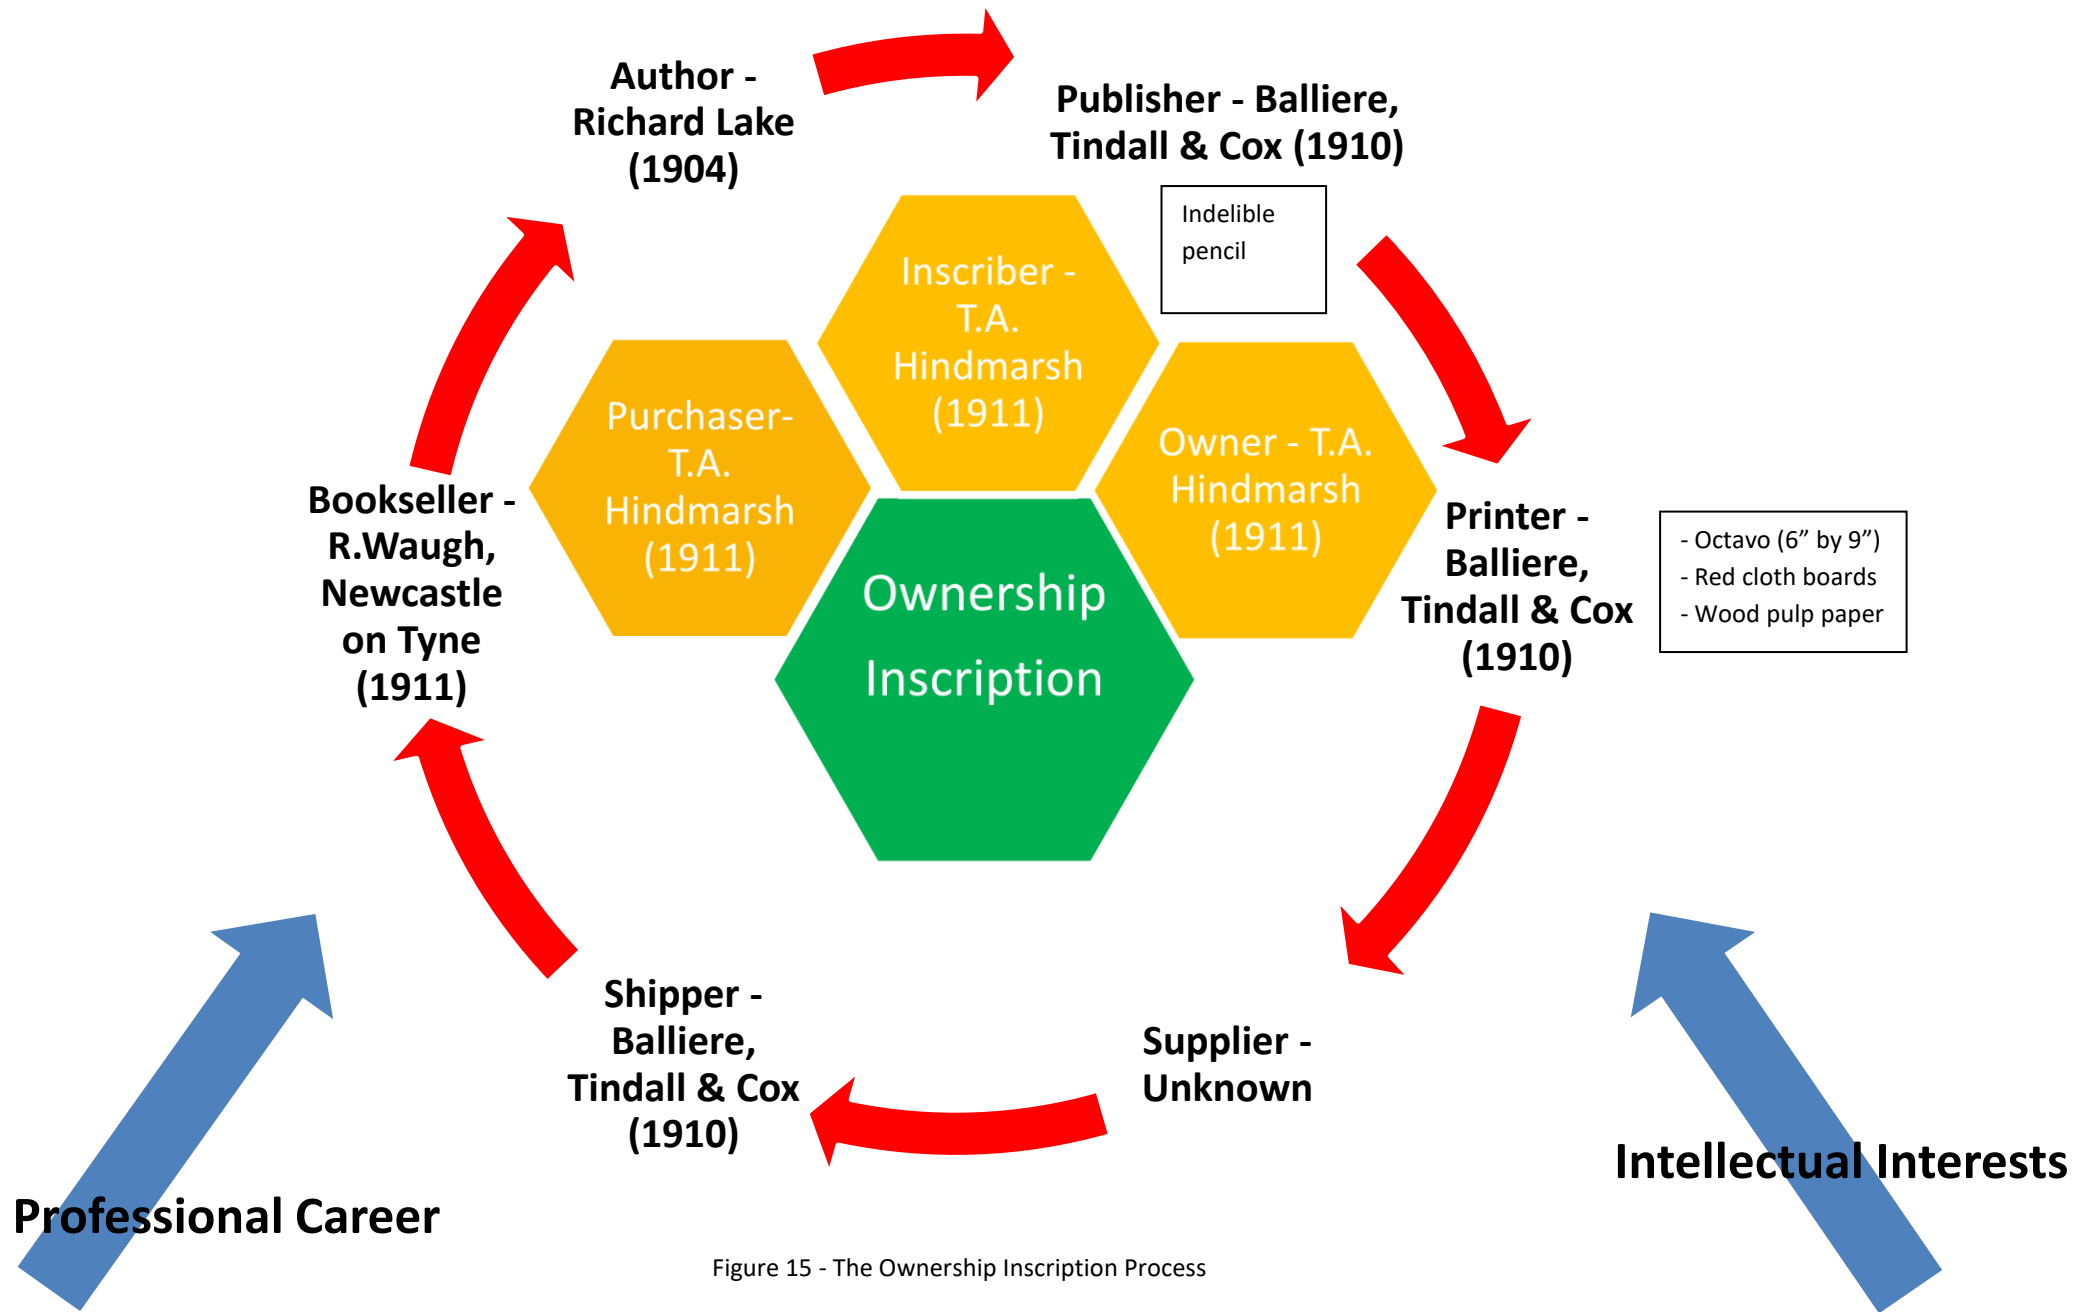 Author -
Richard Lake
(1904)
Publisher - Balliere,
Tindall & Cox (1910)
Indelible
pencil
Inscriber -
T.A.
Hindmarsh
(1911)
Purchaser-
T.A.
Hindmarsh
(1911)
Owner - T.A.
Hindmarsh
(1911)
Ownership
Inscription
Bookseller -
R.Waugh,
Newcastle
on Tyne
(1911)
Printer -
Balliere,
Tindall & Cox
(1910)
- Octavo (6” by 9”)
- Red cloth boards
- Wood pulp paper
Shipper -
Balliere,
Tindall & Cox
(1910)
Supplier -
Unknown
Professional Career
Intellectual Interests
Figure 15 - The Ownership Inscription Process